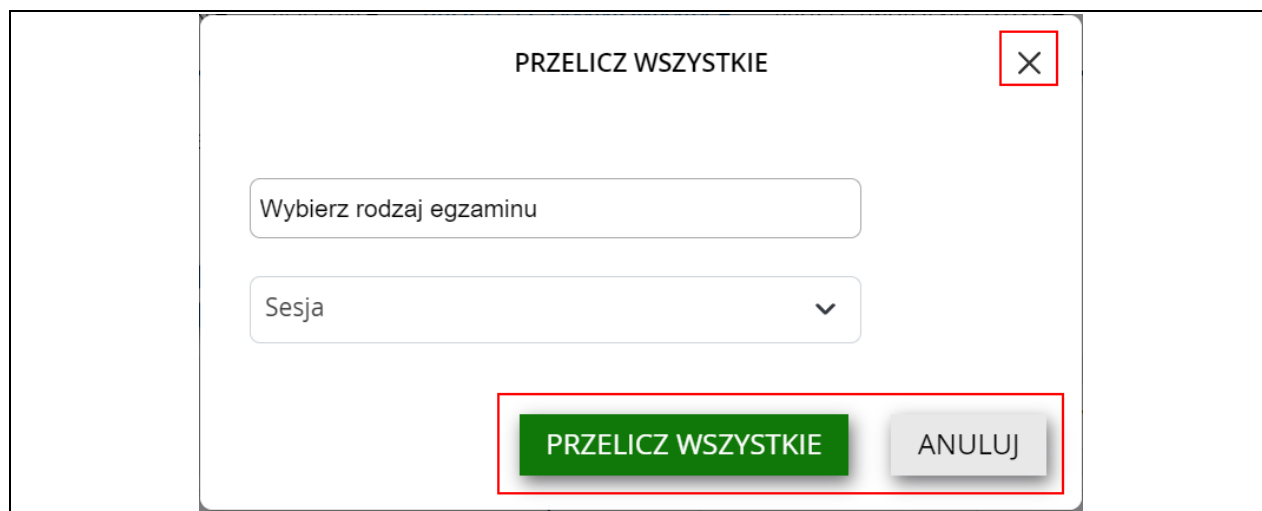 PRZELICZ WSZYSTKIE
Wybierz rodzaj egzaminu
Sesja
PRZELICZ WSZYSTKIE
ANULUJ